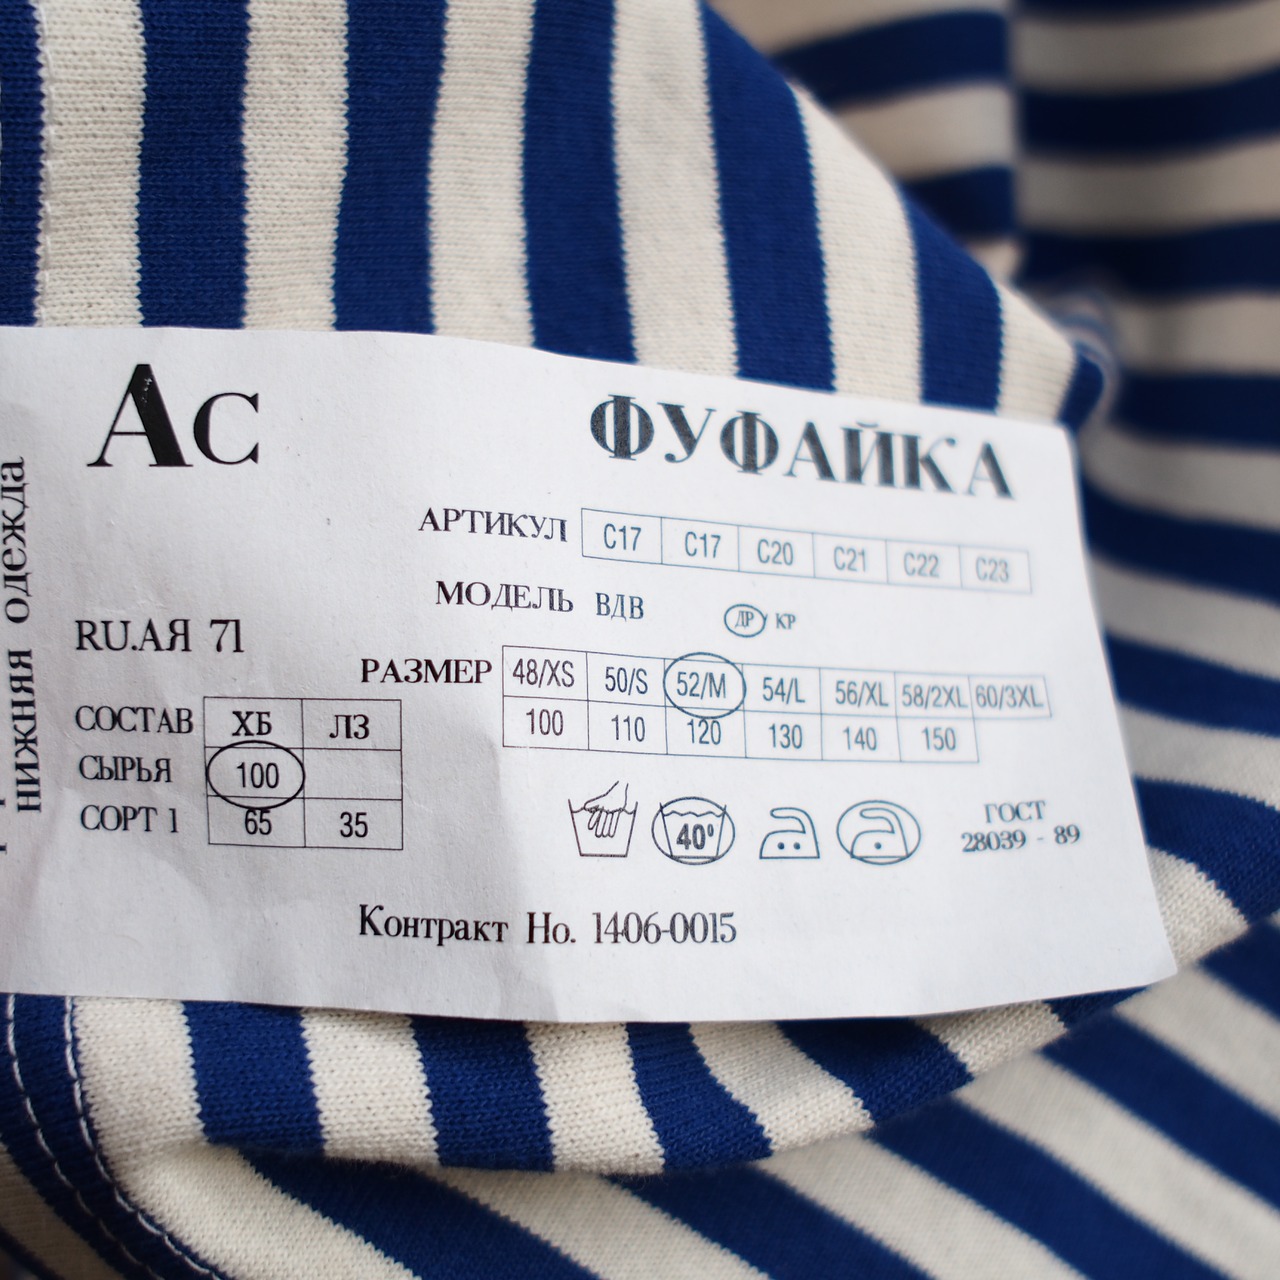 нижняя одежда
Ас
ФУФАЙКА
АРТИКУЛ С17 С17 С20 С21 С22 С23
МОДЕЛЬ ВДВ ДР КР
RU.АЯ 71
РАЗМЕР 48/XS 50/S 52/M 54/L 56/XL 58/2XL 60/3XL
100 110 120 130 140 150
СОСТАВ ХБ ЛЗ
СЫРЬЯ 100
СОРТ 1 65 35
40°
ГОСТ
28039 - 89
Контракт Но. 1406-0015